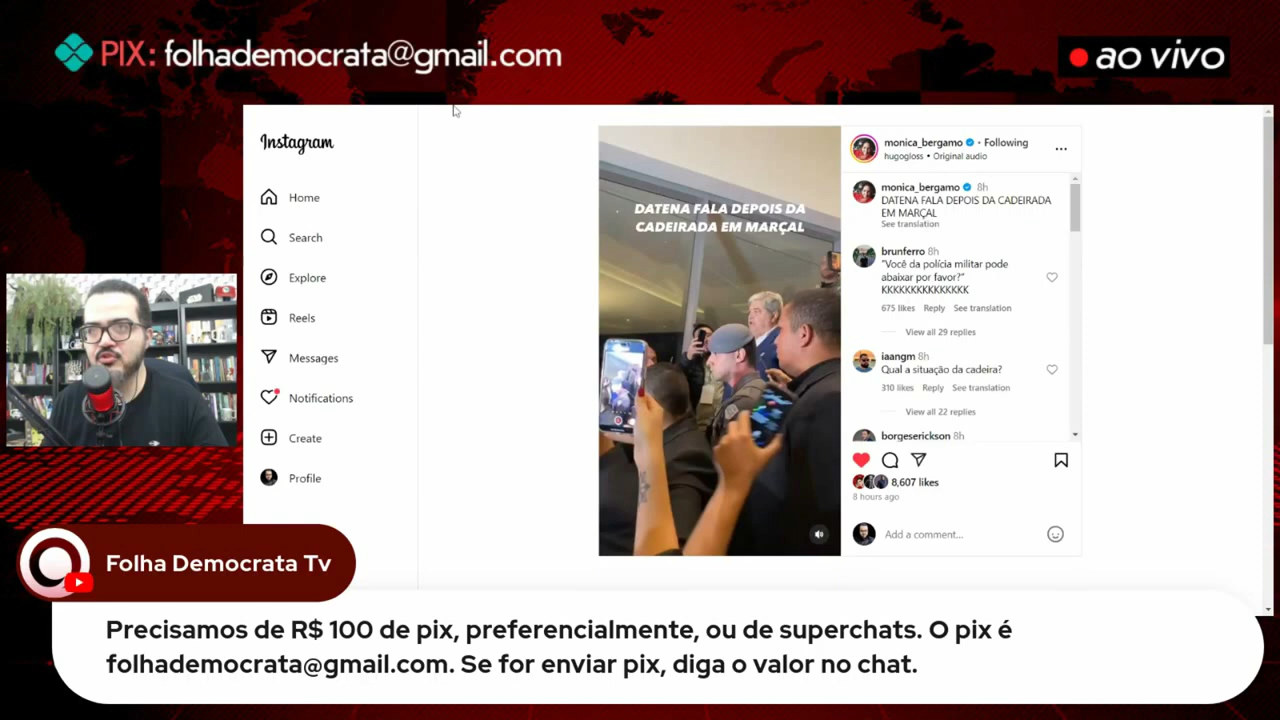 PIX: folhademocrata@gmail.com
ao vivo
Instagram
Home
Search
Explore
Reels
Messages
Notifications
Create
Profile
DATENA FALA DEPOIS DA
CADEIRADA EM MARÇAL
monica_bergamo • Following
hugogloss • Original audio
monica_bergamo 8h
DATENA FALA DEPOIS DA CADEIRADA
EM MARÇAL
See translation
brunferro 8h
"Você da polícia militar pode
abaixar por favor?"
KKKKKKKKKKKKKKK
675 likes Reply See translation
View all 29 replies
iaangm 8h
Qual a situação da cadeira?
310 likes Reply See translation
View all 22 replies
borgeserickson 8h
8,607 likes
8 hours ago
Add a comment...
Folha Democrata Tv
Precisamos de R$ 100 de pix, preferencialmente, ou de superchats. O pix é
folhademocrata@gmail.com. Se for enviar pix, diga o valor no chat.